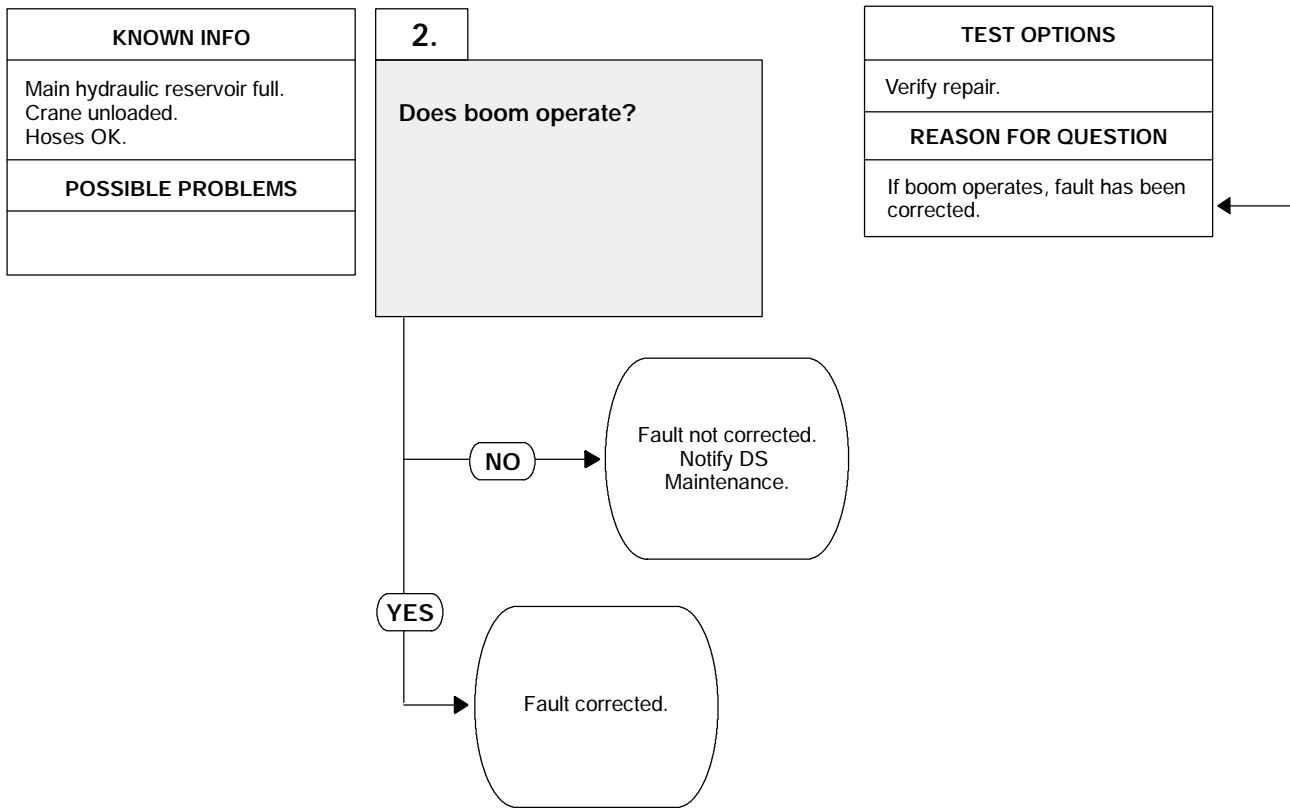 KNOWN INFO
Main hydraulic reservoir full.
Crane unloaded.
Hoses OK.
POSSIBLE PROBLEMS
2.
Does boom operate?
TEST OPTIONS
Verify repair.
REASON FOR QUESTION
If boom operates, fault has been
corrected.
NO
Fault not corrected.
Notify DS
Maintenance.
YES
Fault corrected.